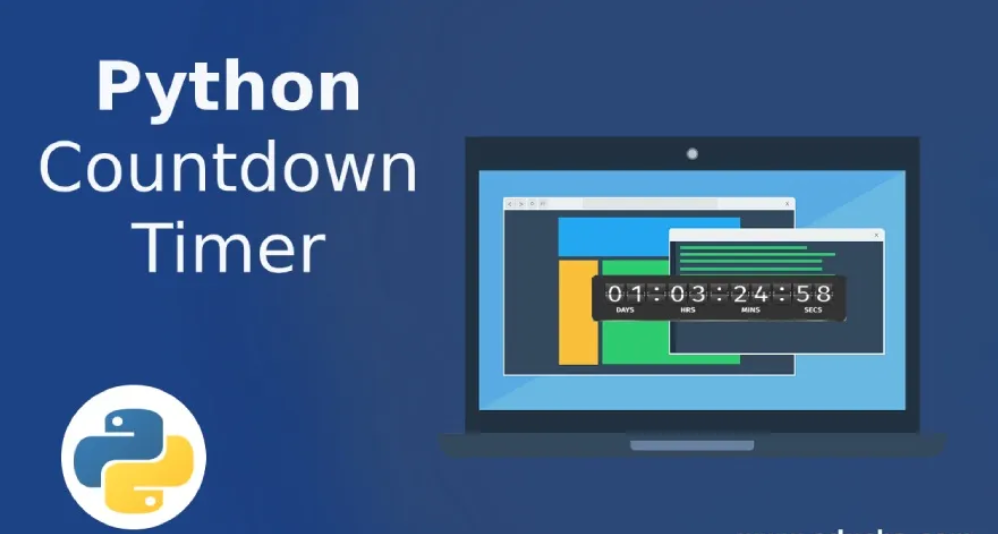 Python
Countdown
Timer
01:03:24:58
DAYS HRS MINS SECS